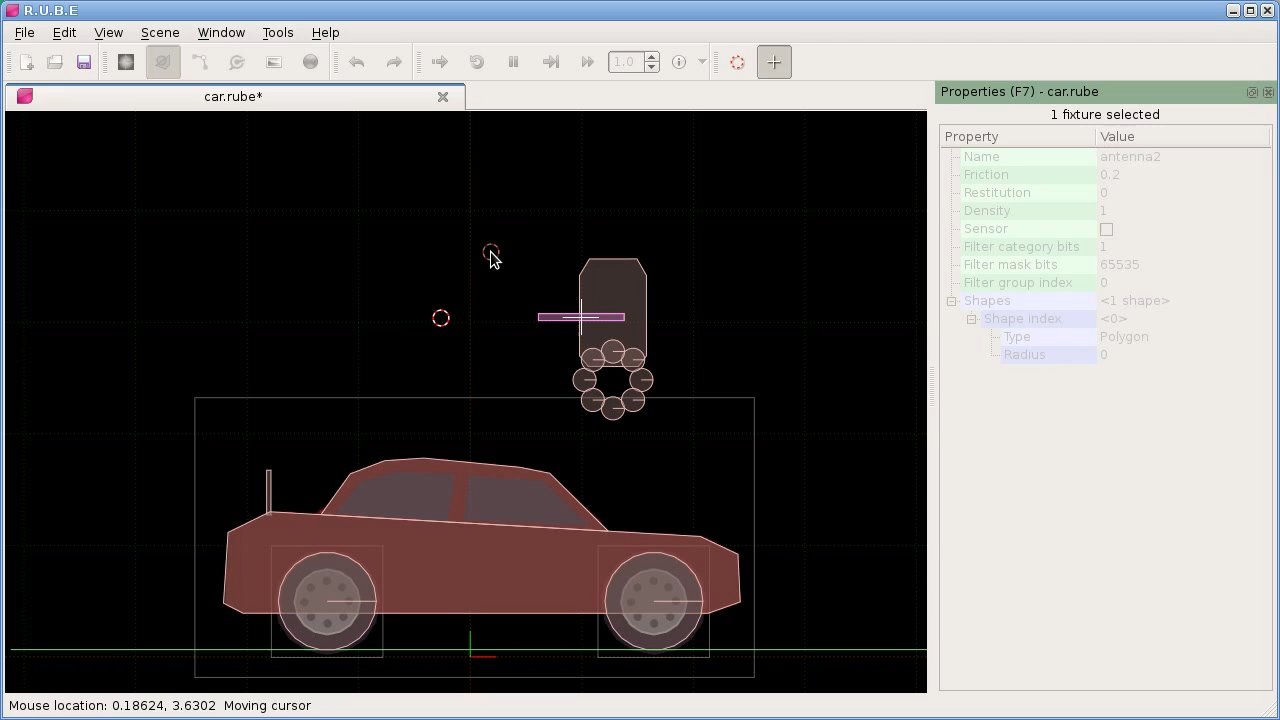 R.U.B.E
File Edit View Scene Window Tools Help
1.0
car.rube*
Properties (F7) - car.rube
1 fixture selected
Property Value
Name antenna2
Friction 0.2
Restitution 0
Density 1
Sensor
Filter category bits 1
Filter mask bits 65535
Filter group index 0
Shapes <1 shape>
Shape index <0>
Type Polygon
Radius 0
Mouse location: 0.18624, 3.6302 Moving cursor